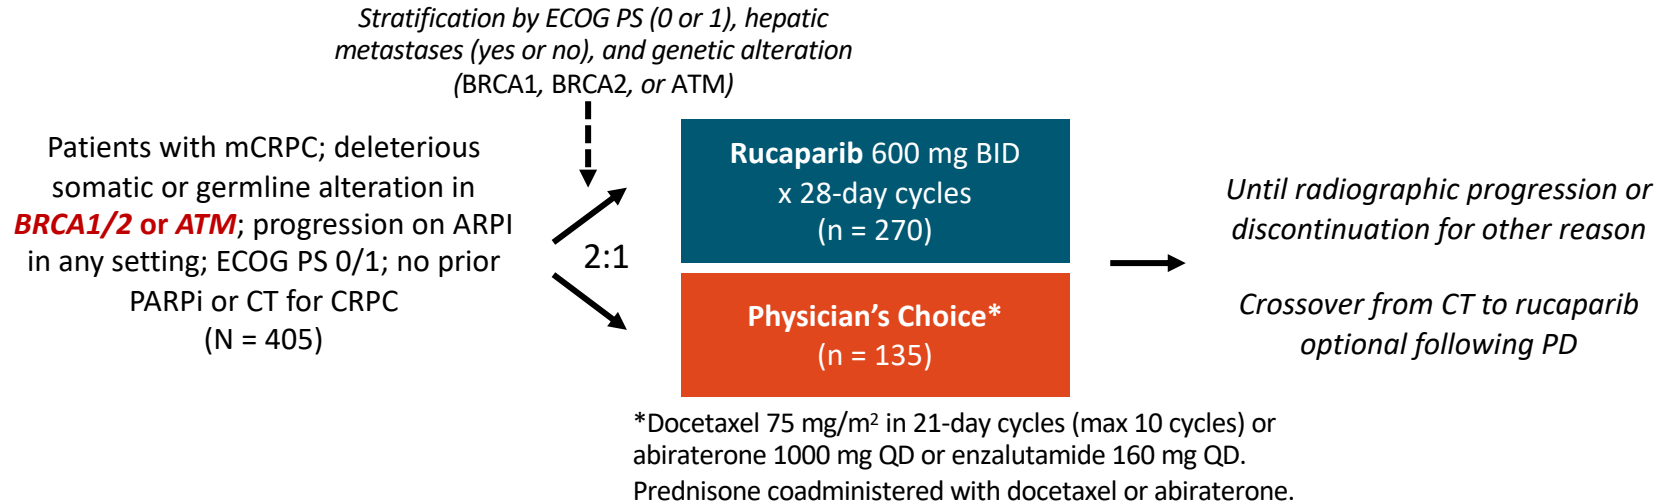 Stratification by ECOG PS (0 or 1), hepatic
metastases (yes or no), and genetic alteration
(BRCA1, BRCA2, or ATM)
Patients with mCRPC; deleterious
somatic or germline alteration in
BRCA1/2 or ATM; progression on ARPI
in any setting; ECOG PS 0/1; no prior
PARPi or CT for CRPC
(N = 405)
2:1
Rucaparib 600 mg BID
x 28-day cycles
(n = 270)
Physician’s Choice*
(n = 135)
Until radiographic progression or
discontinuation for other reason
Crossover from CT to rucaparib
optional following PD
*Docetaxel 75 mg/m² in 21-day cycles (max 10 cycles) or
abiraterone 1000 mg QD or enzalutamide 160 mg QD.
Prednisone coadministered with docetaxel or abiraterone.